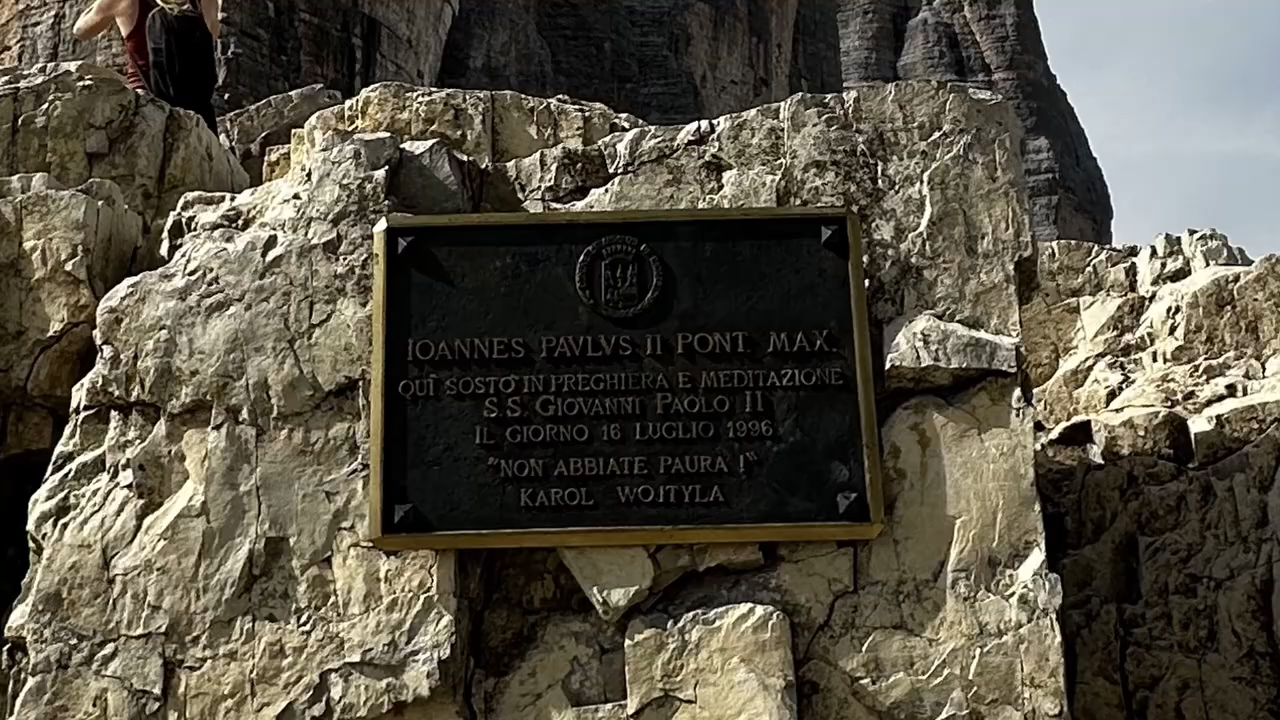 IOANNES PAVLVS II PONT. MAX.
QUÌ SOSTÒ IN PREGHIERA E MEDITAZIONE
S.S. GIOVANNI PAOLO II
IL GIORNO 16 LUGLIO 1996
"NON ABBIATE PAURA !"
KAROL WOJTYLA